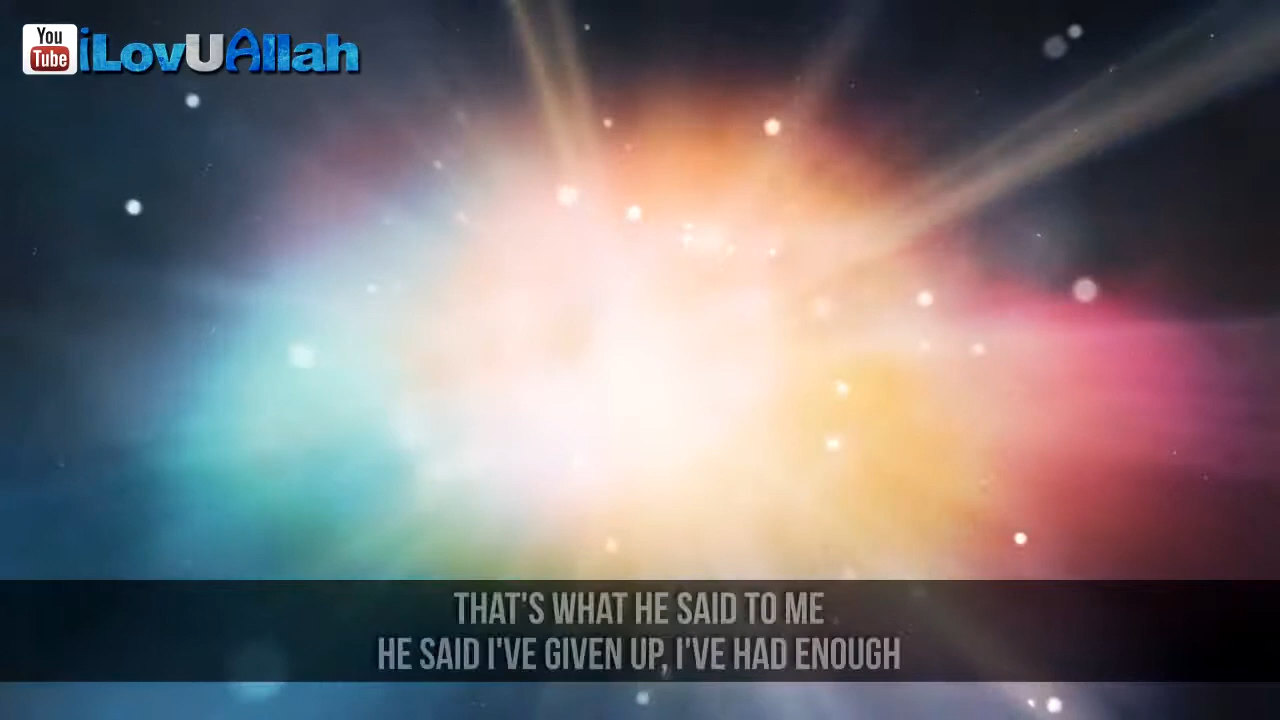 You
Tube
iLovUAllah
THAT'S WHAT HE SAID TO ME
HE SAID I'VE GIVEN UP, I'VE HAD ENOUGH